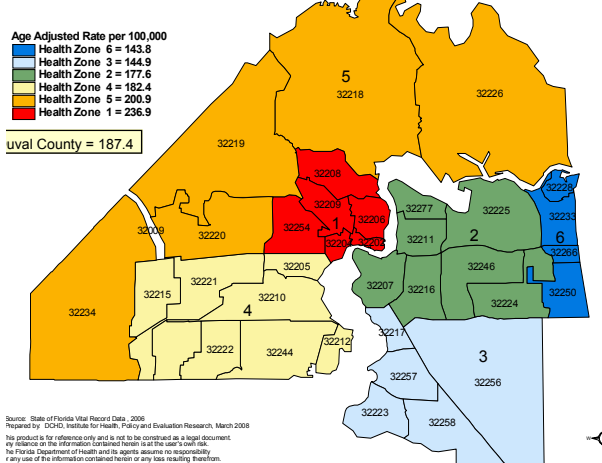 Age Adjusted Rate per 100,000
Health Zone 6 = 143.8
Health Zone 3 = 144.9
Health Zone 2 = 177.6
Health Zone 4 = 182.4
Health Zone 5 = 200.9
Health Zone 1 = 236.9
uval County = 187.4
5
32218
32226
32219
32208
32228
32209
32277
32225
32233
32009
32254
1
32206
32220
32211
2
6
32204
32202
32266
32205
32246
32221
32215
32210
32207
32216
32250
32224
32234
4
32217
32212
32222
32244
3
32257
32256
32223
32258
Source: State of Florida Vital Record Data , 2006
Prepared by: DCHD, Institute for Health, Policy and Evaluation Research, March 2008
his product is for reference only and is not to be construed as a legal document.
ny reliance on the information contained herein is at the user's own risk.
he Florida Department of Health and its agents assume no responsibility
r any use of the information contained herein or any loss resulting therefrom.
W